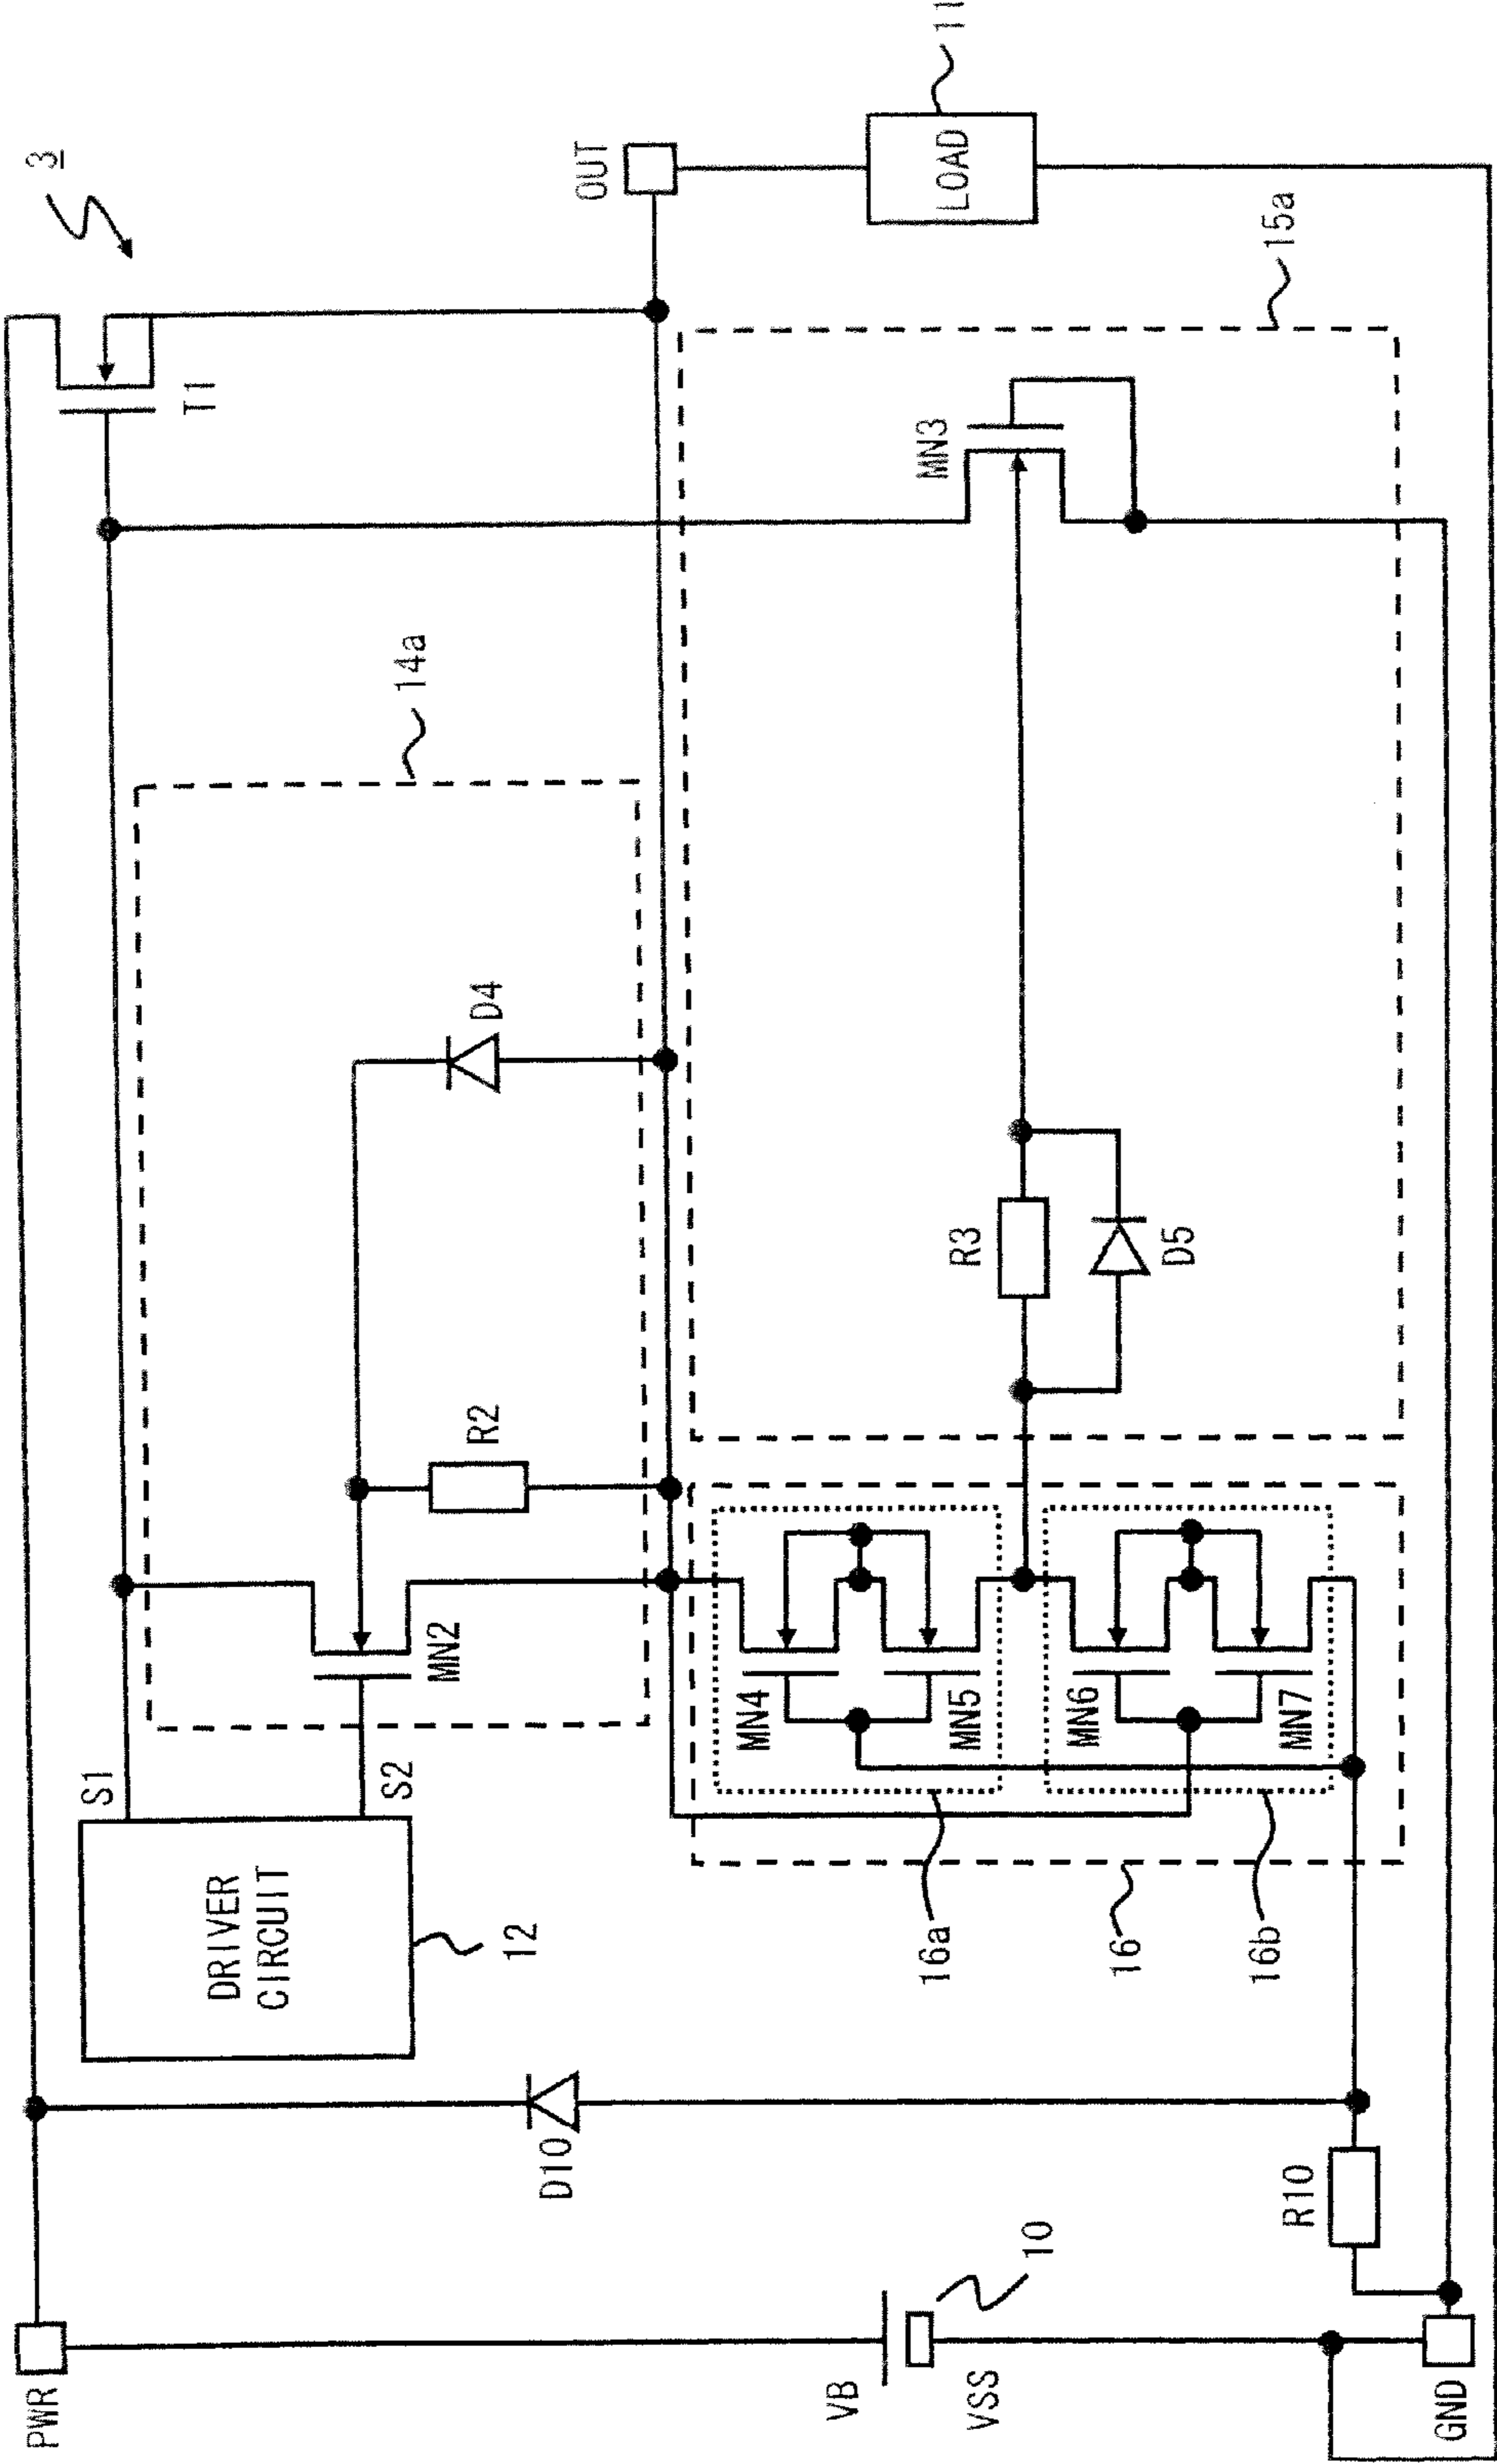 3
PWR
DRIVER
CIRCUIT
12
S1
S2
MN2
R2
D4
14a
T1
OUT
LOAD
11
D10
VB
VSS
10
16a
16
16b
MN4
MN5
MN6
MN7
R3
D5
MN3
15a
R10
GND